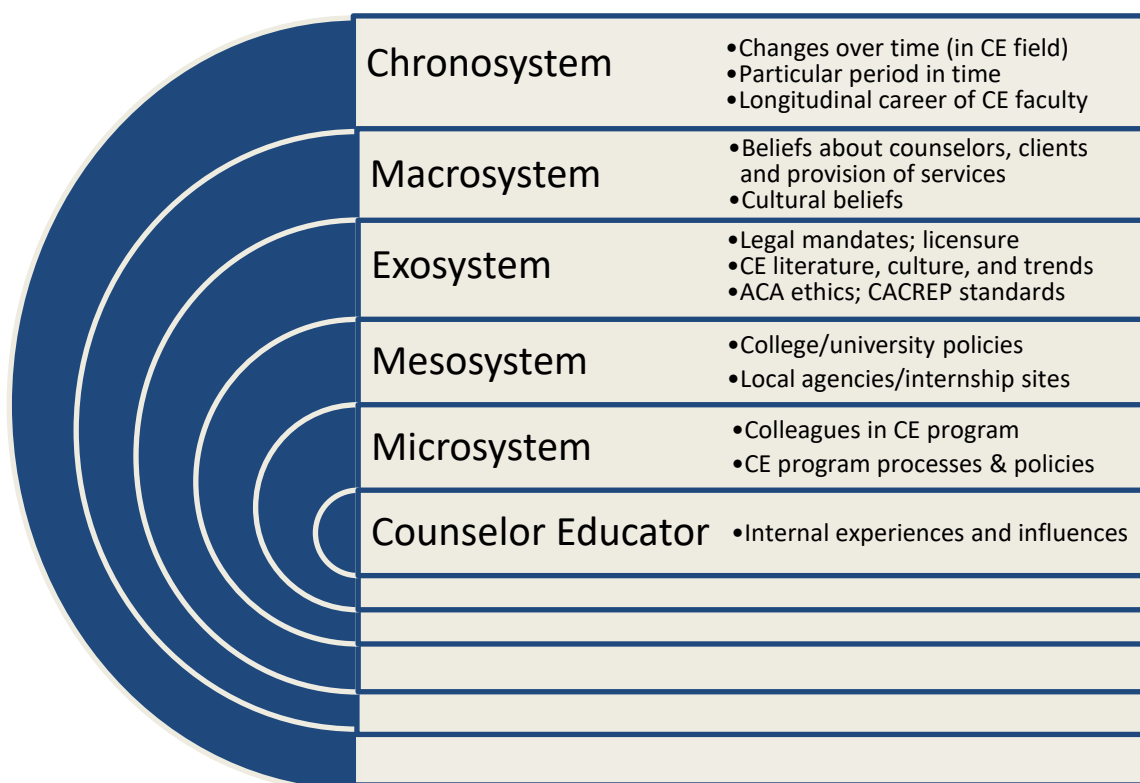 Chronosystem
•Changes over time (in CE field)
•Particular period in time
•Longitudinal career of CE faculty
Macrosystem
•Beliefs about counselors, clients
and provision of services
•Cultural beliefs
Exosystem
•Legal mandates; licensure
•CE literature, culture, and trends
•ACA ethics; CACREP standards
Mesosystem
•College/university policies
•Local agencies/internship sites
Microsystem
•Colleagues in CE program
•CE program processes & policies
Counselor Educator
•Internal experiences and influences